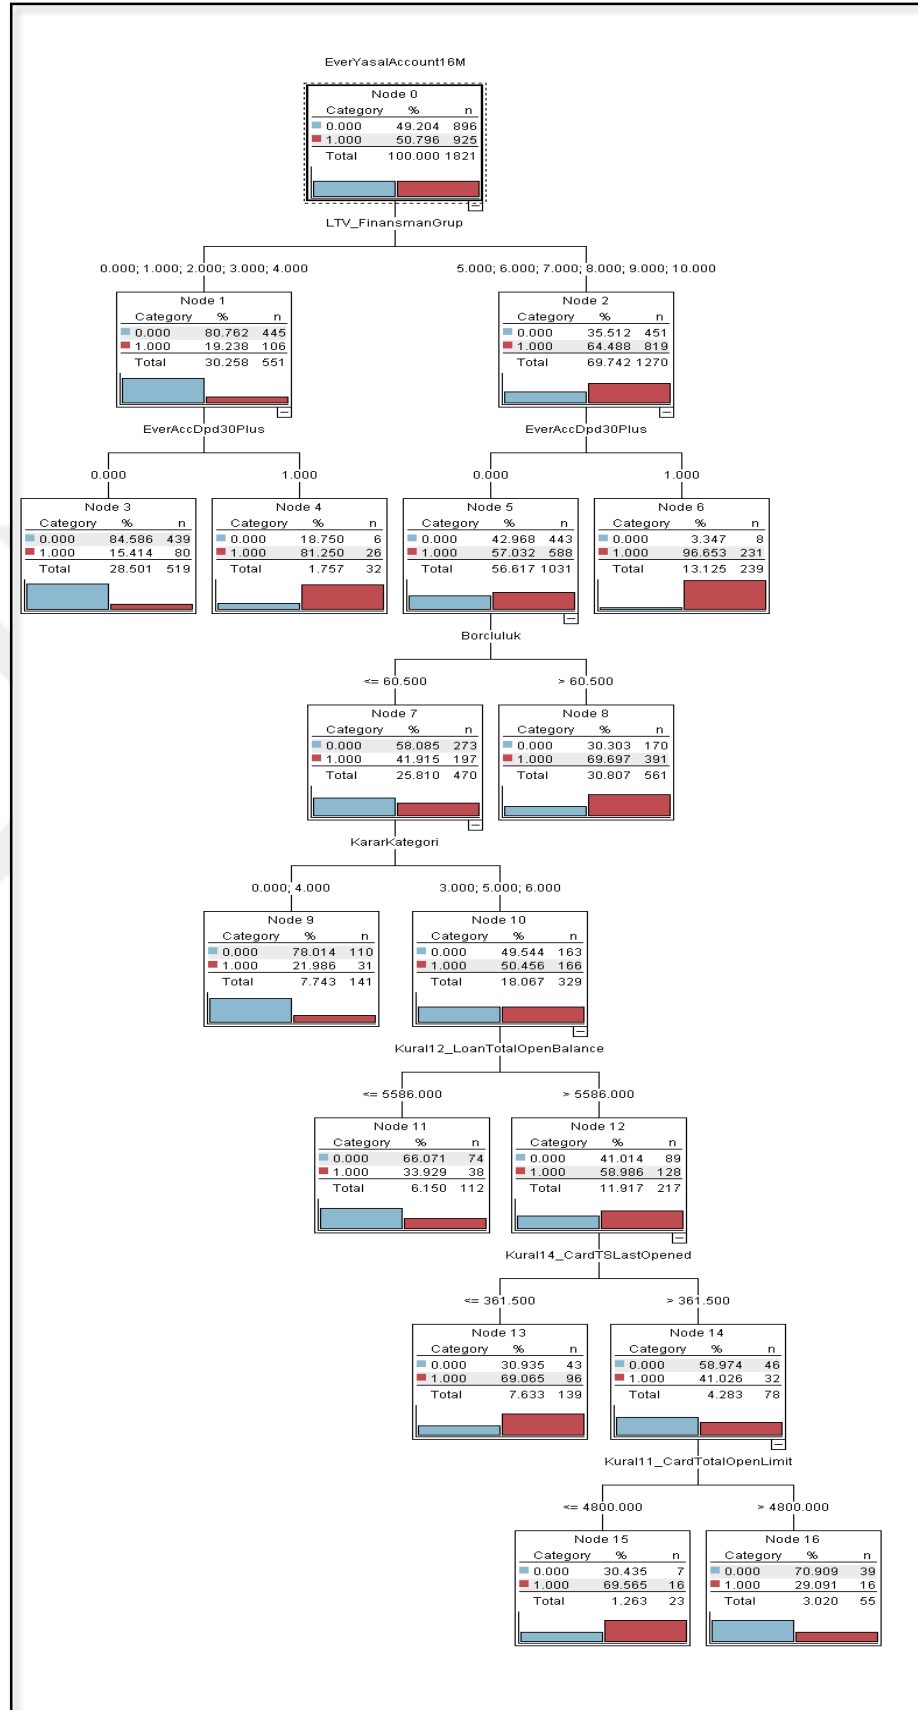 EverYasalAccount16M
Node 0
Category % n
0.000 49.204 896
1.000 50.796 925
Total 100.000 1821
LTV_FinansmanGrup
0.000; 1.000; 2.000; 3.000; 4.000
5.000; 6.000; 7.000; 8.000; 9.000; 10.000
Node 1
Category % n
0.000 80.762 445
1.000 19.238 106
Total 30.258 551
Node 2
Category % n
0.000 35.512 451
1.000 64.488 819
Total 69.742 1270
EverAccDpd30Plus
EverAccDpd30Plus
0.000
1.000
0.000
1.000
Node 3
Category % n
0.000 84.586 439
1.000 15.414 80
Total 28.501 519
Node 4
Category % n
0.000 18.750 6
1.000 81.250 26
Total 1.757 32
Node 5
Category % n
0.000 42.968 443
1.000 57.032 588
Total 56.617 1031
Node 6
Category % n
0.000 3.347 8
1.000 96.653 231
Total 13.125 239
Borcluluk
<= 60.500
> 60.500
Node 7
Category % n
0.000 58.085 273
1.000 41.915 197
Total 25.810 470
Node 8
Category % n
0.000 30.303 170
1.000 69.697 391
Total 30.807 561
KararKategori
0.000; 4.000
3.000; 5.000; 6.000
Node 9
Category % n
0.000 78.014 110
1.000 21.986 31
Total 7.743 141
Node 10
Category % n
0.000 49.544 163
1.000 50.456 166
Total 18.067 329
Kural12_LoanTotalOpenBalance
<= 5586.000
> 5586.000
Node 11
Category % n
0.000 66.071 74
1.000 33.929 38
Total 6.150 112
Node 12
Category % n
0.000 41.014 89
1.000 58.986 128
Total 11.917 217
Kural14_CardTSLastOpened
<= 361.500
> 361.500
Node 13
Category % n
0.000 30.935 43
1.000 69.065 96
Total 7.633 139
Node 14
Category % n
0.000 58.974 46
1.000 41.026 32
Total 4.283 78
Kural11_CardTotalOpenLimit
<= 4800.000
> 4800.000
Node 15
Category % n
0.000 30.435 7
1.000 69.565 16
Total 1.263 23
Node 16
Category % n
0.000 70.909 39
1.000 29.091 16
Total 3.020 55